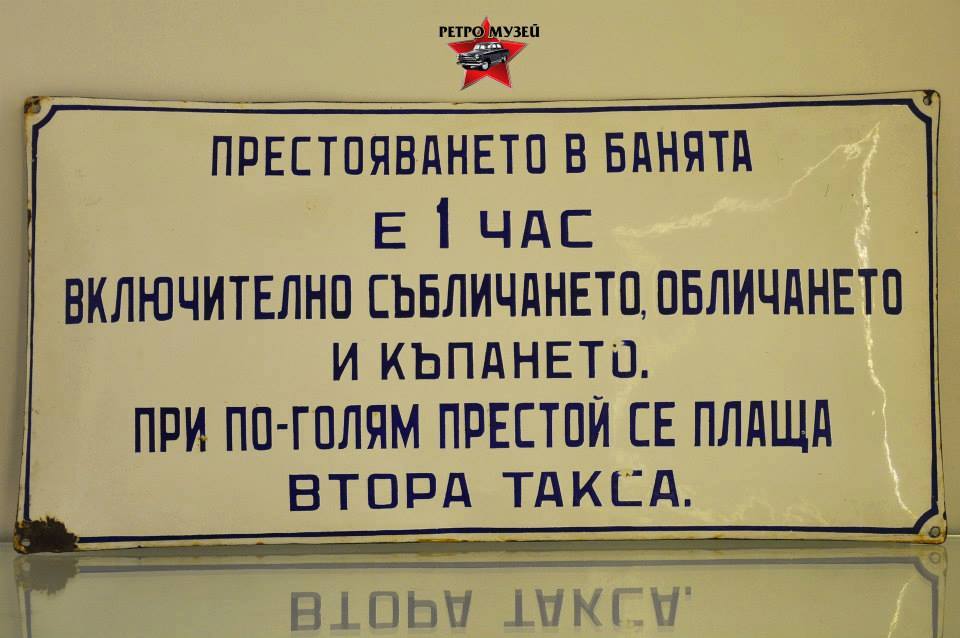 РЕТРО МУЗЕЙ
ПРЕСТОЯВАНЕТО В БАНЯТА
Е 1 ЧАС
ВКЛЮЧИТЕЛНО СЪБЛИЧАНЕТО, ОБЛИЧАНЕТО
И КЪПАНЕТО.
ПРИ ПО-ГОЛЯМ ПРЕСТОЙ СЕ ПЛАЩА
ВТОРА ТАКСА.